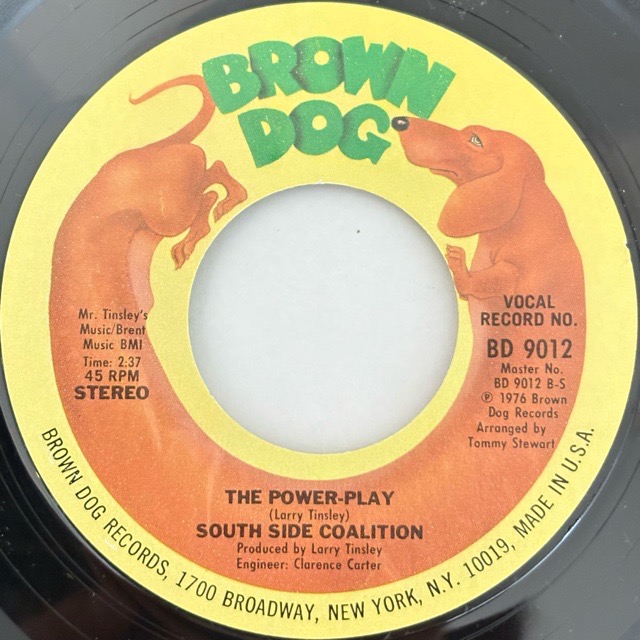 BROWN
DOG
Mr. Tinsley's
Music/Brent
Music BMI
Time: 2:37
45 RPM
STEREO
VOCAL
RECORD NO.
BD 9012
Master No.
BD 9012 B-S
℗ 1976 Brown
Dog Records
Arranged by
Tommy Stewart
THE POWER-PLAY
(Larry Tinsley)
SOUTH SIDE COALITION
Produced by Larry Tinsley
Engineer: Clarence Carter
BROWN DOG RECORDS, 1700 BROADWAY, NEW YORK, N.Y. 10019, MADE IN U.S.A.